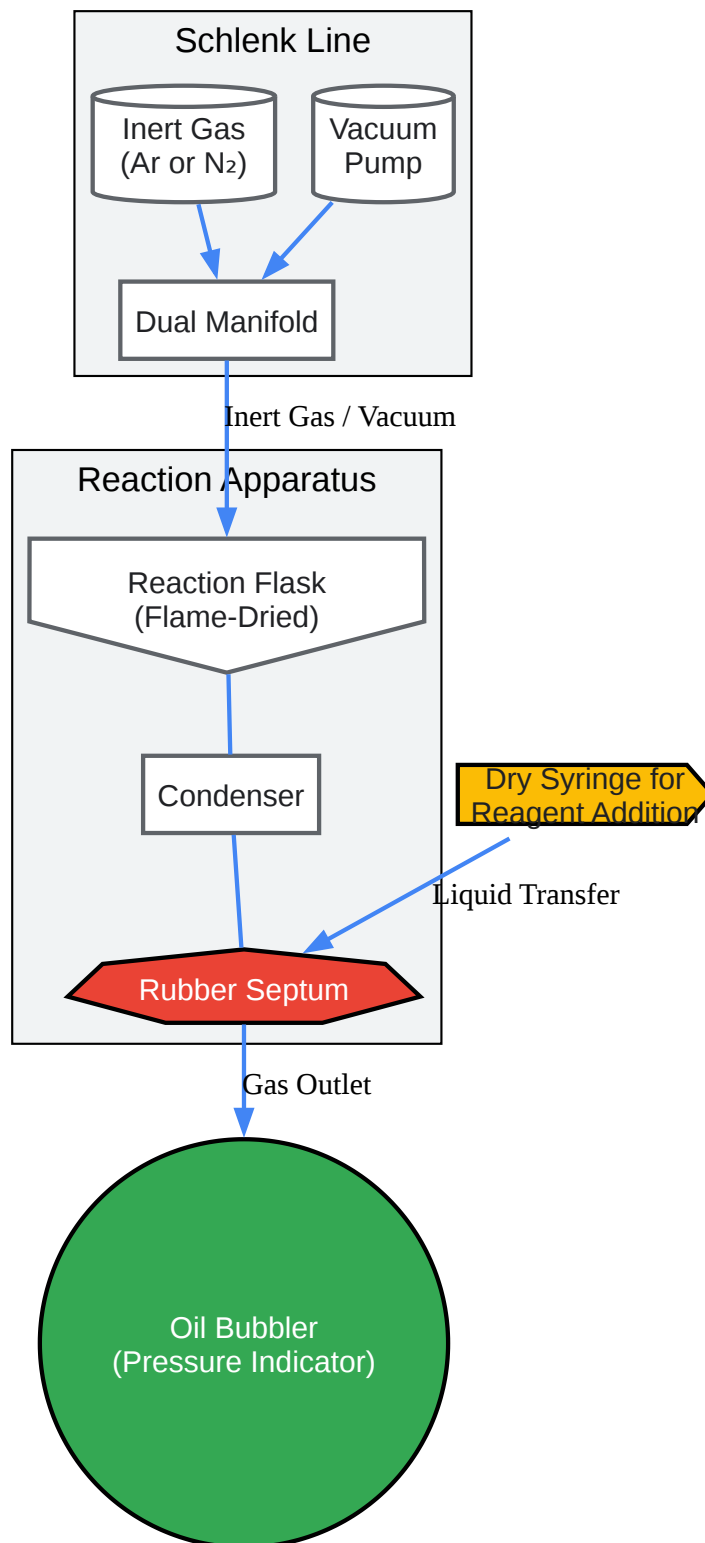 Schlenk Line
Inert Gas
(Ar or N₂)
Vacuum
Pump
Dual Manifold
Inert Gas / Vacuum
Reaction Apparatus
Reaction Flask
(Flame-Dried)
Condenser
Dry Syringe for
Reagent Addition
Liquid Transfer
Rubber Septum
Gas Outlet
Oil Bubbler
(Pressure Indicator)